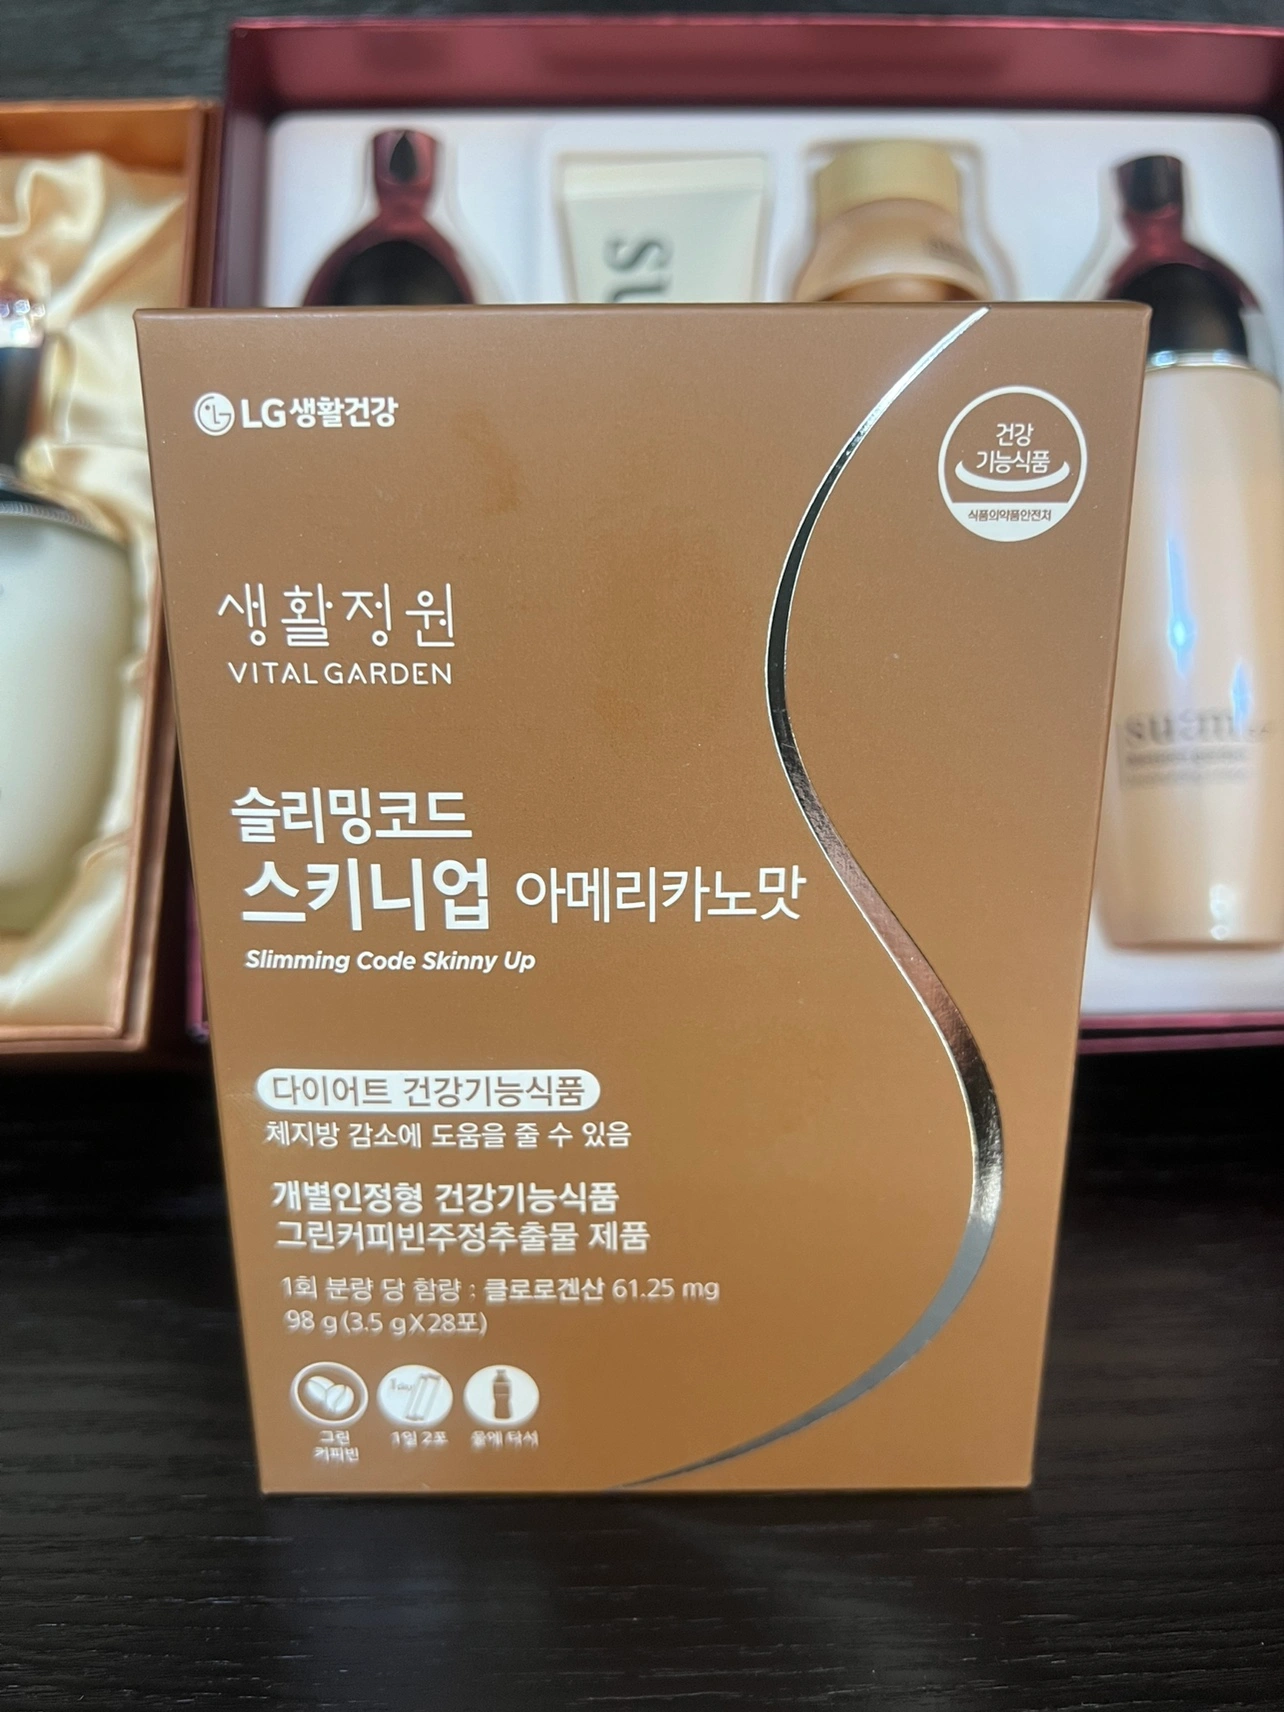 su
LG생활건강
건강
기능식품
식품의약품안전처
생활정원
VITAL GARDEN
슬리밍코드
스키니업 아메리카노맛
Slimming Code Skinny Up
다이어트 건강기능식품
체지방 감소에 도움을 줄 수 있음
개별인정형 건강기능식품
그린커피빈주정추출물 제품
1회 분량 당 함량 : 클로로겐산 61.25 mg
98 g(3.5 gX28포)
1day
그린
커피빈
1일 2포
물에 타서